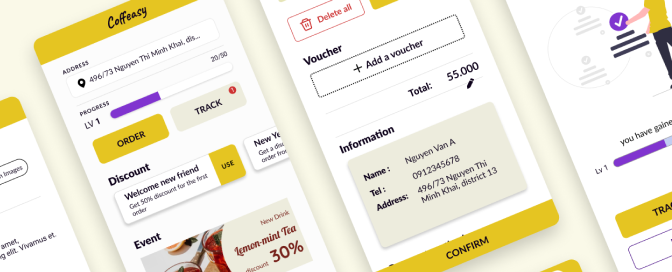 n Images
amet,
ng elit. Vivamus et.
Coffeasy
ADDRESS
496/73 Nguyen Thi Minh Khai, dis...
20/50
PROGRESS
LV 1
ORDER
TRACK
Discount
Welcome new friend
Get 50% discount for the first
order
USE
New Ye
Get a disc
order fro
Event
New Drink
Lemon-mint Tea
discount 30%
Delete all
Voucher
+ Add a voucher
Total: 55.000
Information
Name : Nguyen Van A
Tel : 0912345678
Address: 496/73 Nguyen Thi
Minh Khai, district 13
CONFIRM
you have gaine
Lv 1
TRA